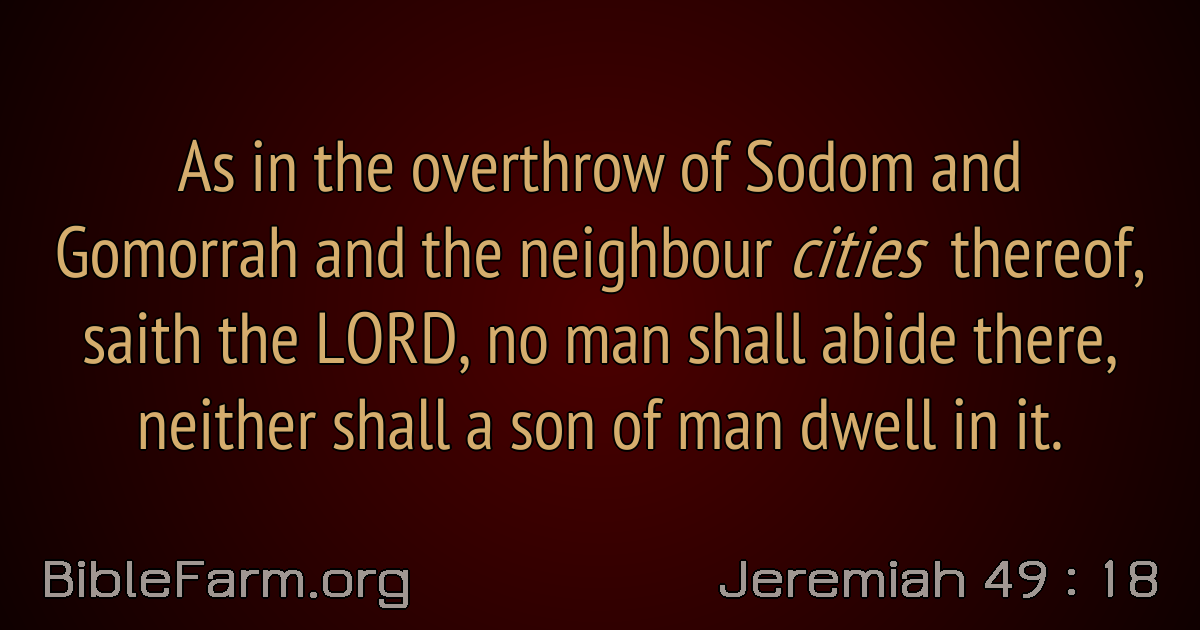 As in the overthrow of Sodom and
Gomorrah and the neighbour cities thereof,
saith the LORD, no man shall abide there,
neither shall a son of man dwell in it.
BibleFarm.org
Jeremiah 49 : 18